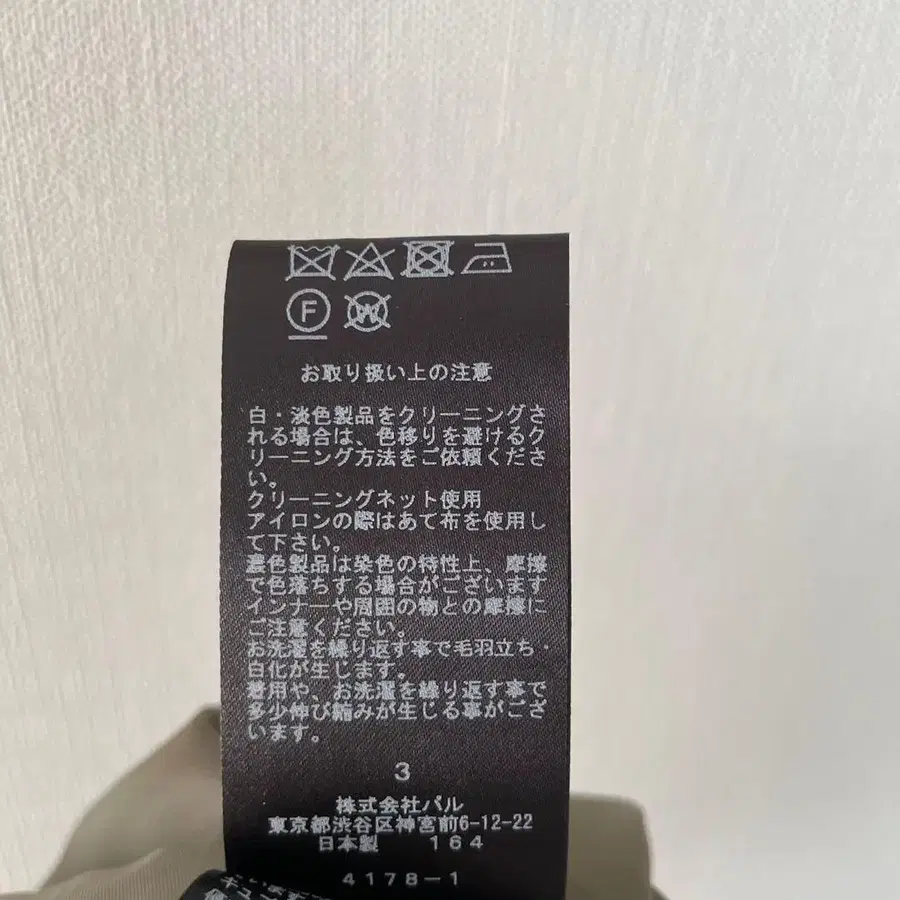 F W
お取り扱い上の注意
白・淡色製品をクリーニングさ
れる場合は、色移りを避けるク
リーニング方法をご依頼くださ
い。
クリーニングネット使用
アイロンの際はあて布を使用し
て下さい。
濃色製品は染色の特性上、摩擦
で色落ちする場合がございます
インナーや周囲の物との摩擦に
ご注意ください。
お洗濯を繰り返す事で毛羽立ち・
白化が生じます。
着用や、お洗濯を繰り返す事で
多少伸び縮みが生じる事がござ
います。
3
株式会社パル
東京都渋谷区神宮前6-12-22
日本製 164
4178-1